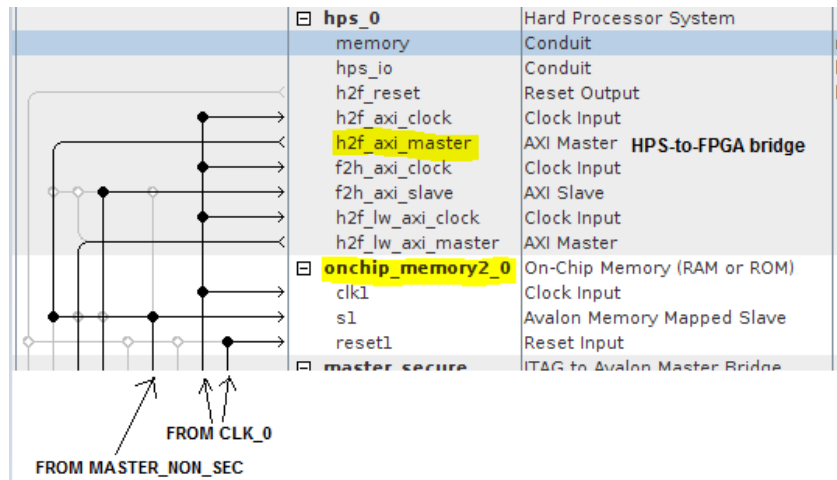 hps_0 Hard Processor System
memory Conduit
hps_io Conduit
h2f_reset Reset Output
h2f_axi_clock Clock Input
h2f_axi_master AXI Master HPS-to-FPGA bridge
f2h_axi_clock Clock Input
f2h_axi_slave AXI Slave
h2f_lw_axi_clock Clock Input
h2f_lw_axi_master AXI Master
onchip_memory2_0 On-Chip Memory (RAM or ROM)
clk1 Clock Input
s1 Avalon Memory Mapped Slave
reset1 Reset Input
master_secure JTAG to Avalon Master Bridge
FROM CLK_0
FROM MASTER_NON_SEC